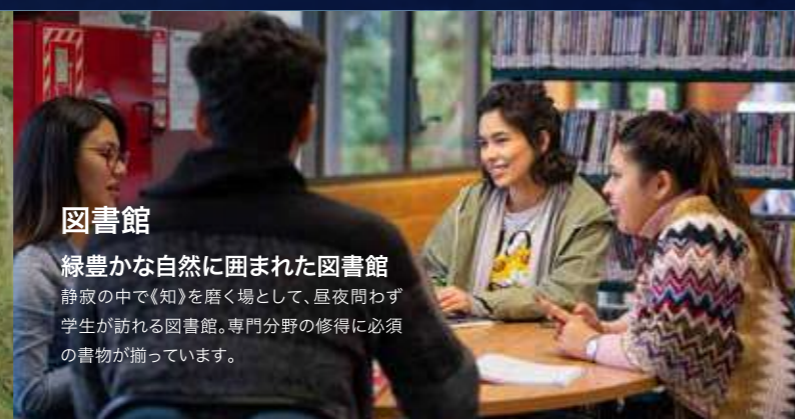 図書館
緑豊かな自然に囲まれた図書館
静寂の中で《知》を磨く場として、昼夜問わず
学生が訪れる図書館。専門分野の修得に必須
の書物が揃っています。